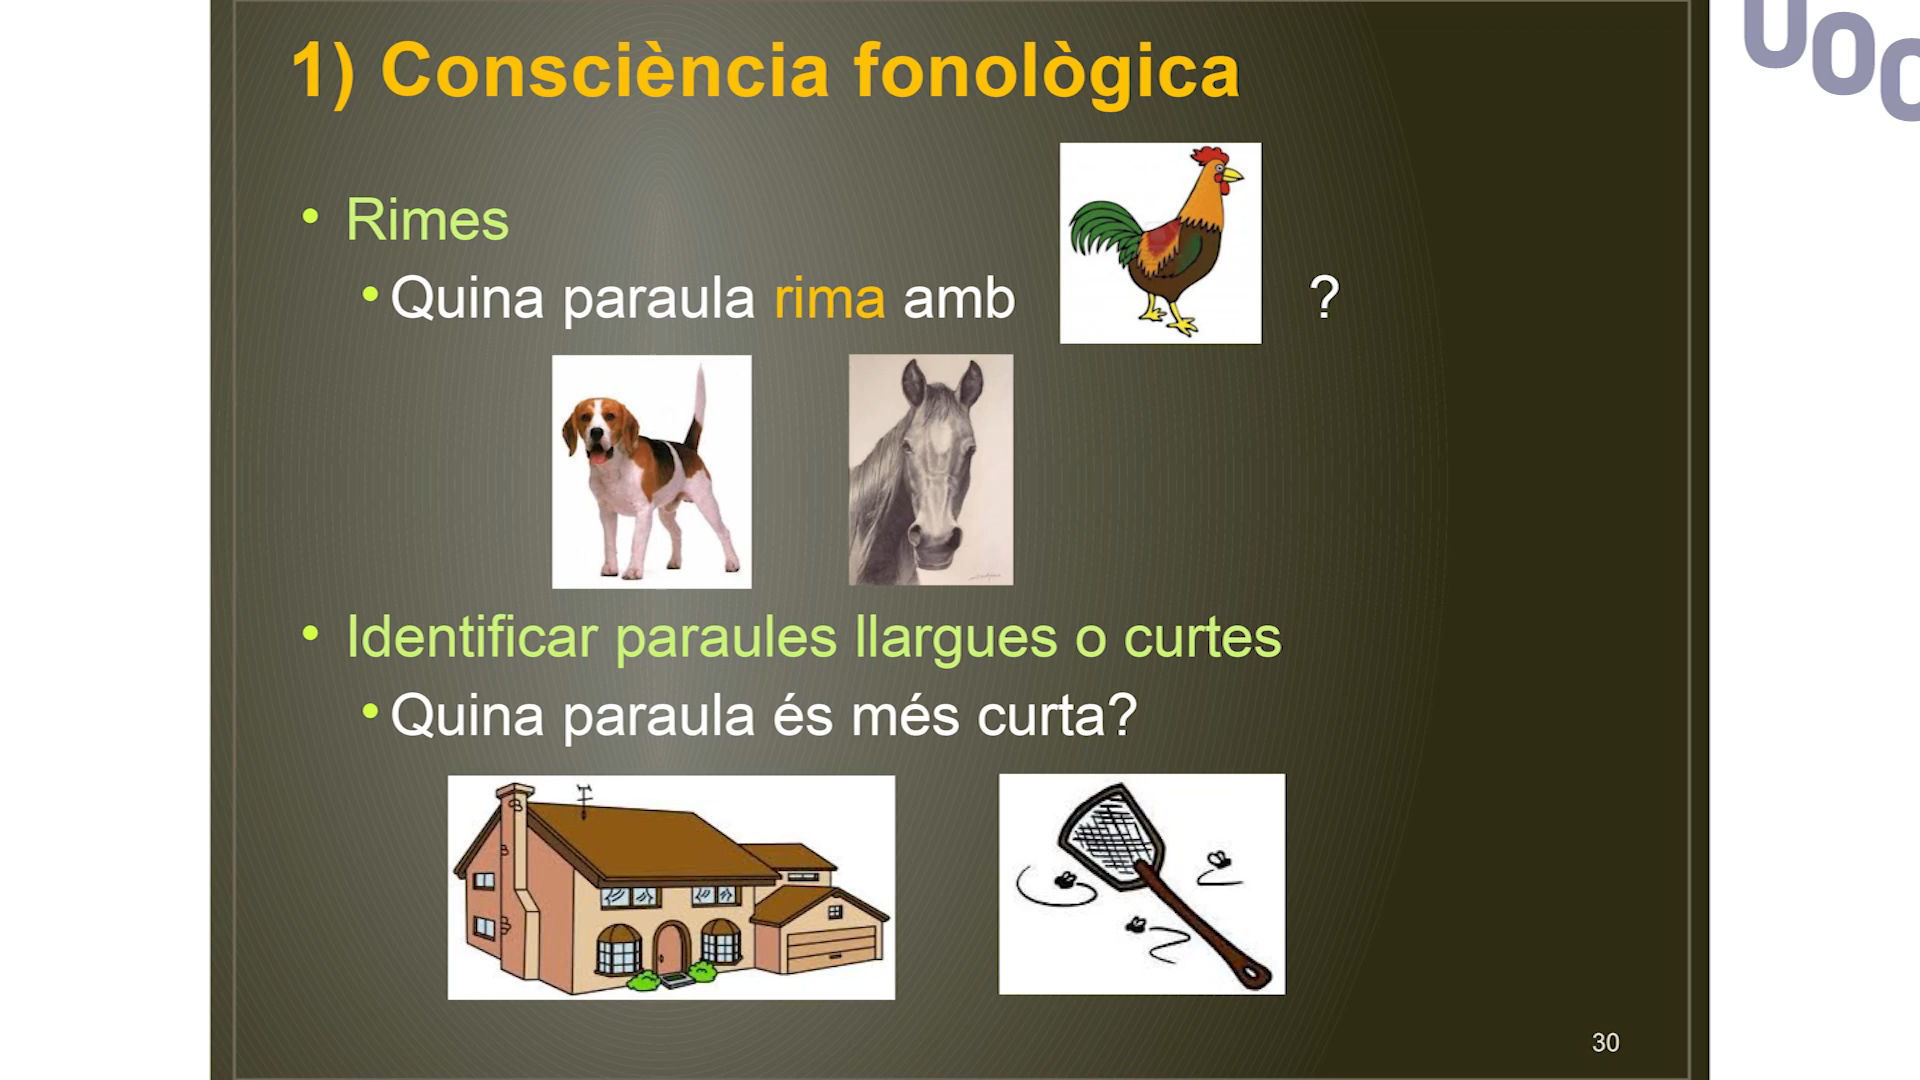 UOC
1) Consciència fonològica
• Rimes
• Quina paraula rima amb ?
• Identificar paraules llargues o curtes
• Quina paraula és més curta?
30